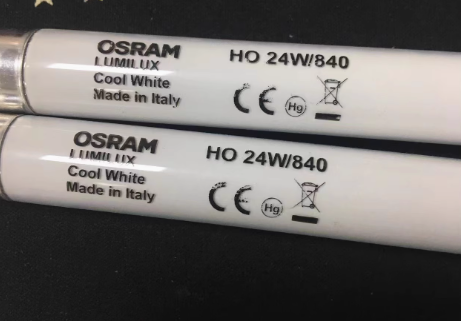 OSRAM
LUMILUX
Cool White
Made in Italy
HO 24W/840
CE Hg
OSRAM
LUMILUX
Cool White
Made in Italy
HO 24W/840
CE Hg